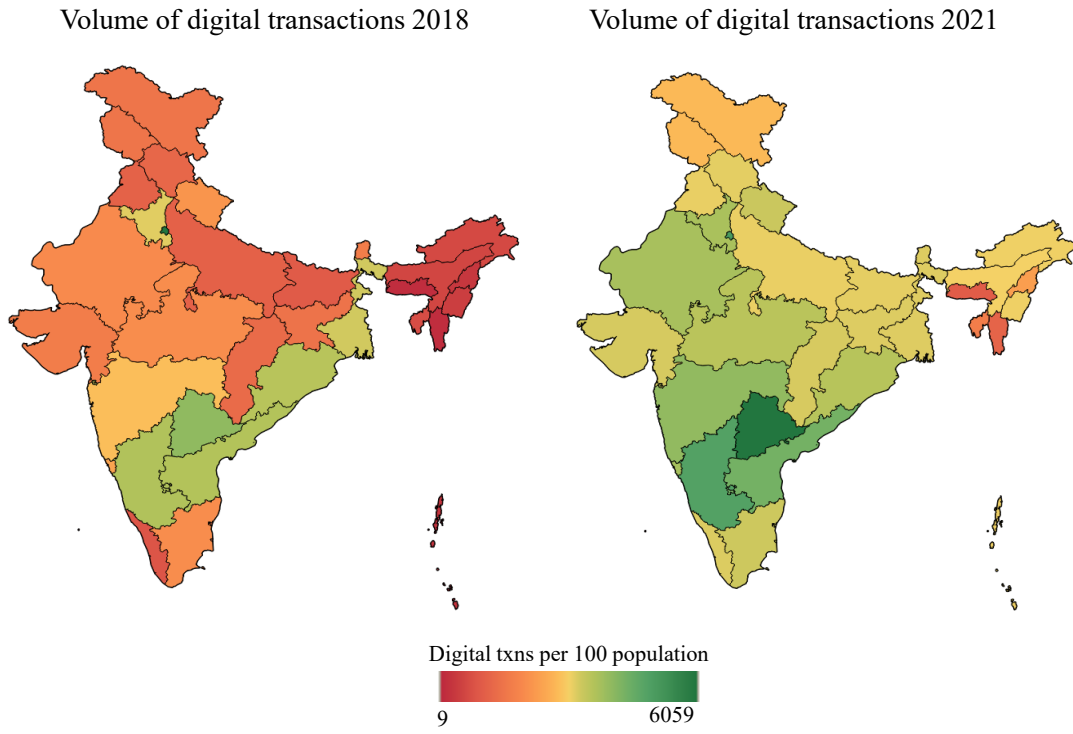 Volume of digital transactions 2018
Volume of digital transactions 2021
Digital txns per 100 population
9
6059